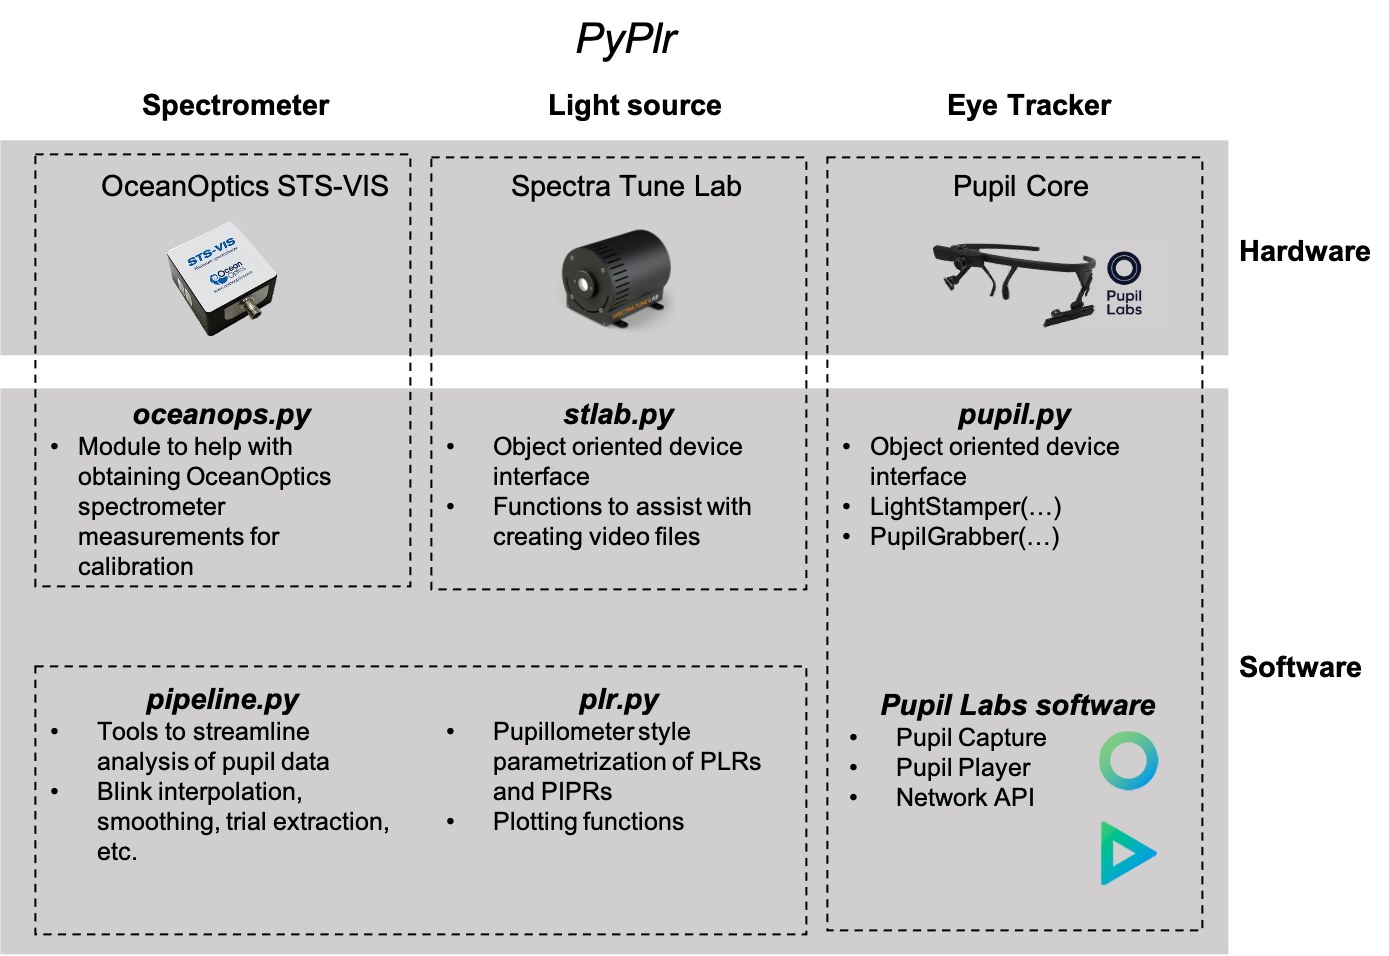 PyPlr
Spectrometer
Light source
Eye Tracker
OceanOptics STS-VIS
Spectra Tune Lab
Pupil Core
STS-VIS
Ocean
Optics
SPECTRA TUNE LAB
Pupil
Labs
Hardware
oceanops.py
• Module to help with
obtaining OceanOptics
spectrometer
measurements for
calibration
stlab.py
• Object oriented device
interface
• Functions to assist with
creating video files
pupil.py
• Object oriented device
interface
• LightStamper(…)
• PupilGrabber(…)
Software
pipeline.py
• Tools to streamline
analysis of pupil data
• Blink interpolation,
smoothing, trial extraction,
etc.
plr.py
• Pupillometer style
parametrization of PLRs
and PIPRs
• Plotting functions
Pupil Labs software
• Pupil Capture
• Pupil Player
• Network API